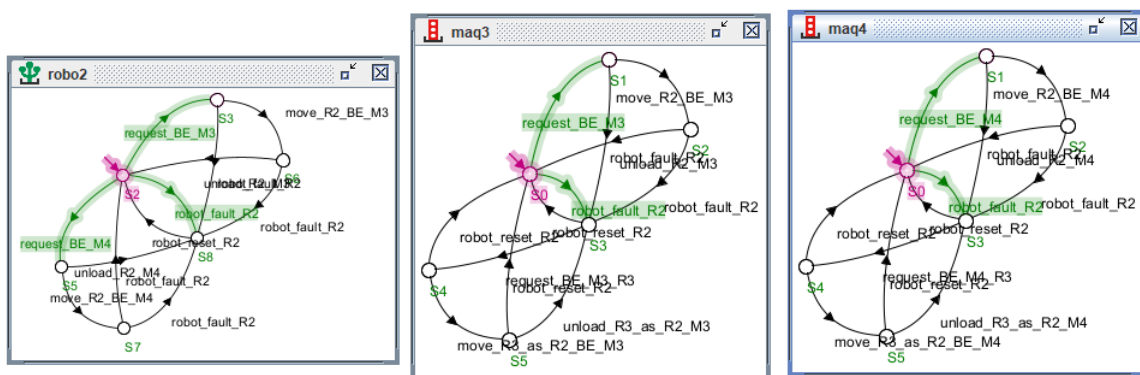 robo2
S3
move_R2_BE_M3
request_BE_M3
S2
S6
robot_fault_R2
robot_fault_R2
request_BE_M4
robot_reset_R2
S8
unload_R2_M4
S5
robot_fault_R2
move_R2_BE_M4
robot_fault_R2
S7
maq3
S1
move_R2_BE_M3
request_BE_M3
S2
robot_fault_R2
unload_R2_M3
S0
robot_fault_R2
robot_fault_R2
robot_reset_R2
robot_reset_R2
S3
S4
request_BE_M3_R3
robot_reset_R2
unload_R3_as_R2_M3
move_R3_as_R2_BE_M3
S5
maq4
S1
move_R2_BE_M4
request_BE_M4
S2
robot_fault_R2
unload_R2_M4
S0
robot_fault_R2
robot_fault_R2
robot_reset_R2
robot_reset_R2
S3
S4
request_BE_M4_R3
robot_reset_R2
unload_R3_as_R2_M4
move_R3_as_R2_BE_M4
S5